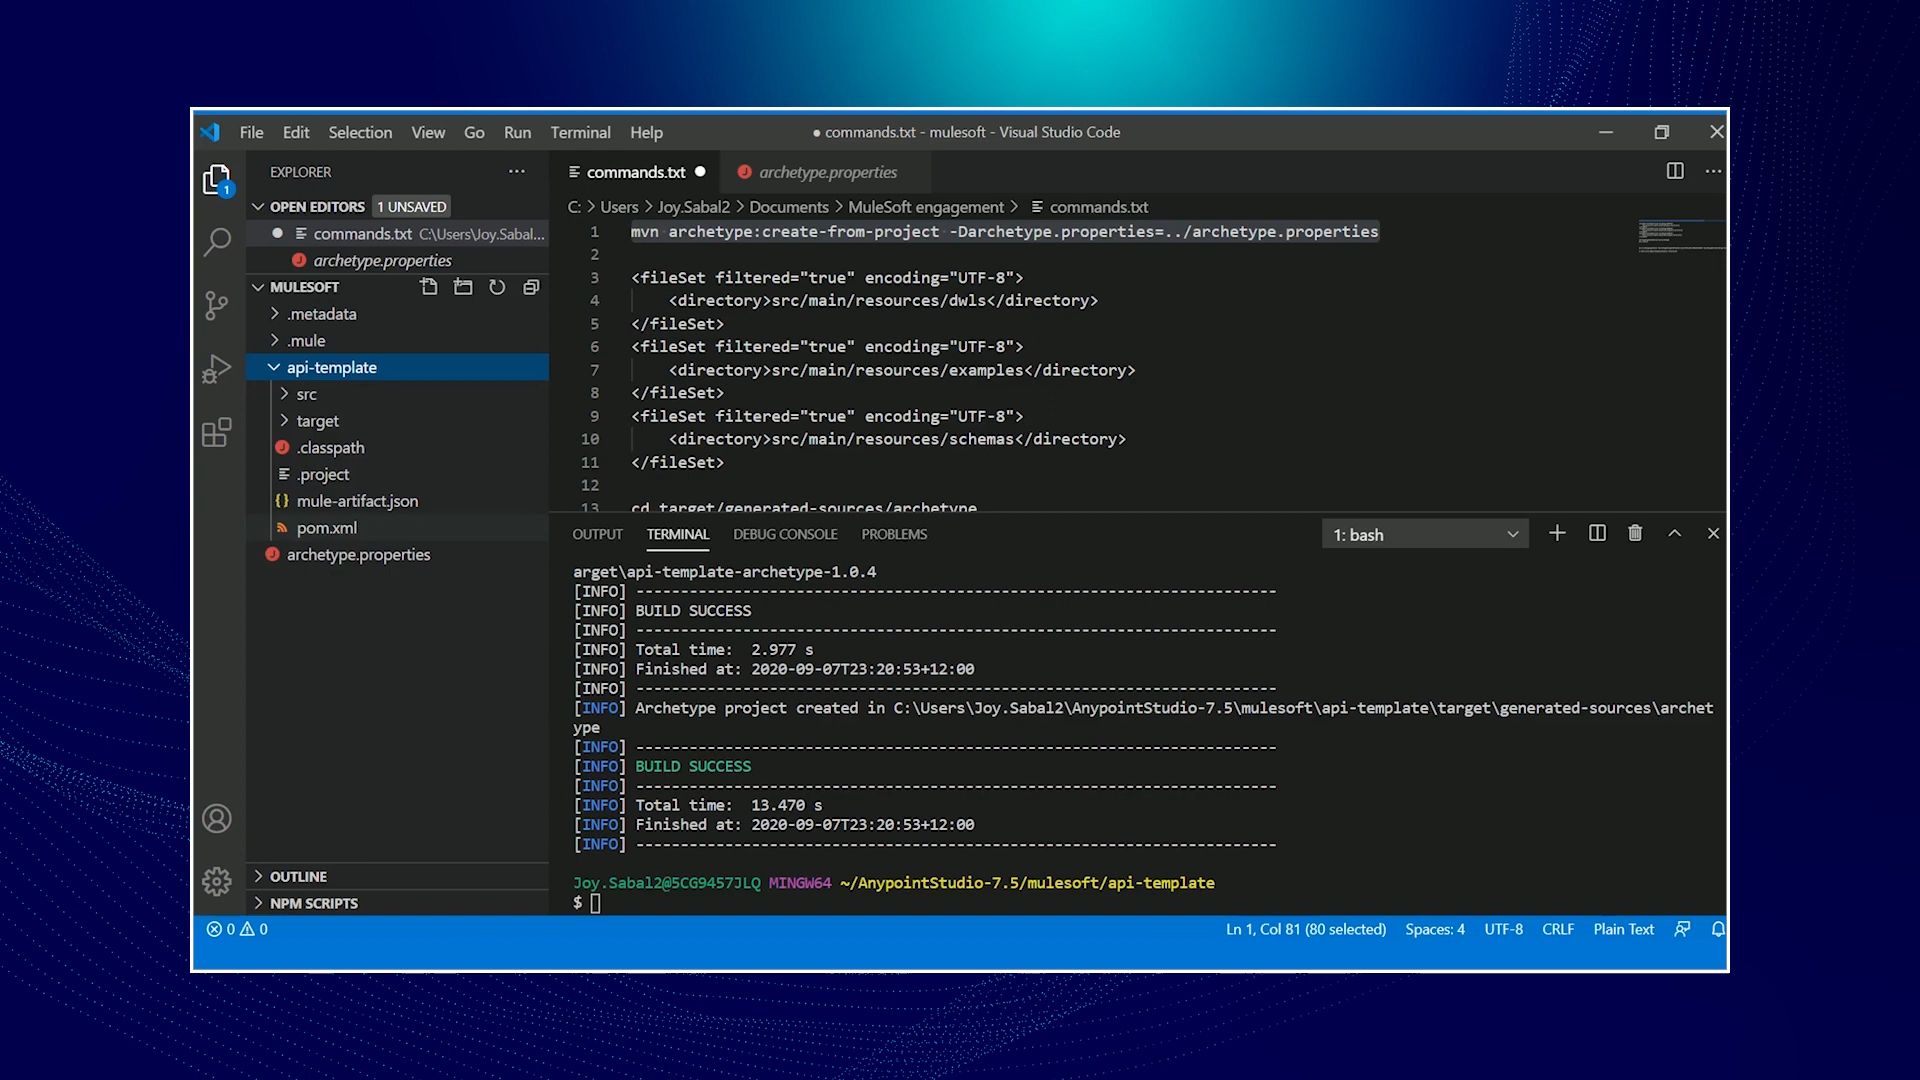 File Edit Selection View Go Run Terminal Help
● commands.txt - mulesoft - Visual Studio Code
EXPLORER
1
OPEN EDITORS 1 UNSAVED
commands.txt C:\Users\Joy.Sabal...
archetype.properties
MULESOFT
.metadata
.mule
api-template
src
target
.classpath
.project
mule-artifact.json
pom.xml
archetype.properties
OUTLINE
NPM SCRIPTS
commands.txt
archetype.properties
C: > Users > Joy.Sabal2 > Documents > MuleSoft engagement > commands.txt
1 mvn archetype:create-from-project -Darchetype.properties=../archetype.properties
2
3 <fileSet filtered="true" encoding="UTF-8">
4 <directory>src/main/resources/dwls</directory>
5 </fileSet>
6 <fileSet filtered="true" encoding="UTF-8">
7 <directory>src/main/resources/examples</directory>
8 </fileSet>
9 <fileSet filtered="true" encoding="UTF-8">
10 <directory>src/main/resources/schemas</directory>
11 </fileSet>
12
13 cd target/generated-sources/archetype
OUTPUT TERMINAL DEBUG CONSOLE PROBLEMS
1: bash
arget\api-template-archetype-1.0.4
[INFO] ------------------------------------------------------------------------
[INFO] BUILD SUCCESS
[INFO] ------------------------------------------------------------------------
[INFO] Total time:  2.977 s
[INFO] Finished at: 2020-09-07T23:20:53+12:00
[INFO] ------------------------------------------------------------------------
[INFO] Archetype project created in C:\Users\Joy.Sabal2\AnypointStudio-7.5\mulesoft\api-template\target\generated-sources\archet
ype
[INFO] ------------------------------------------------------------------------
[INFO] BUILD SUCCESS
[INFO] ------------------------------------------------------------------------
[INFO] Total time:  13.470 s
[INFO] Finished at: 2020-09-07T23:20:53+12:00
[INFO] ------------------------------------------------------------------------
Joy.Sabal2@5CG9457JLQ MINGW64 ~/AnypointStudio-7.5/mulesoft/api-template
$
0 0
Ln 1, Col 81 (80 selected) Spaces: 4 UTF-8 CRLF Plain Text